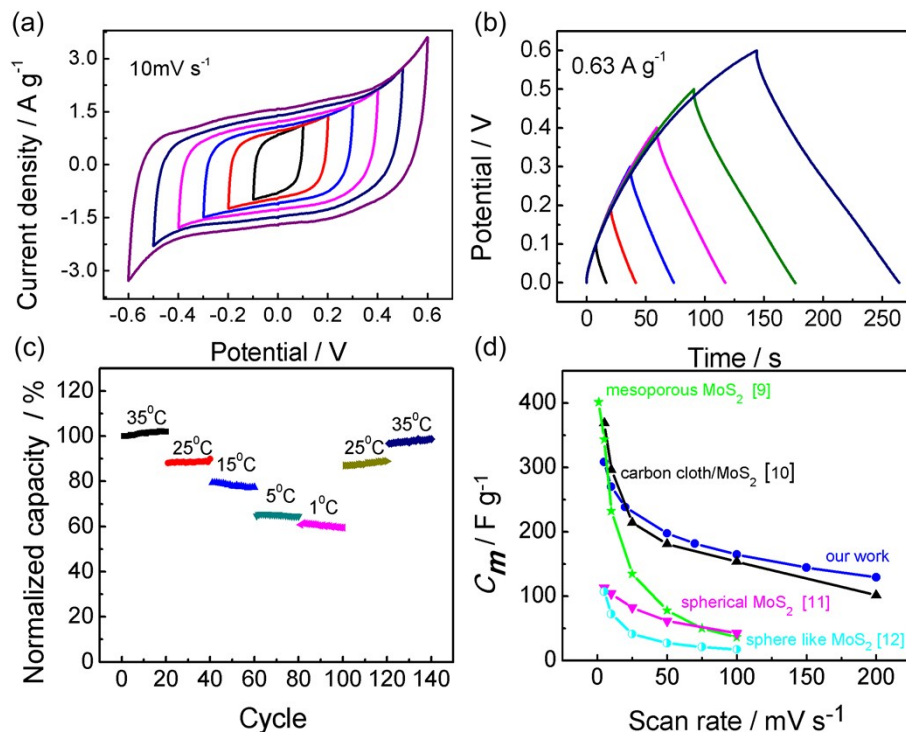 (a)
10mV s⁻¹
Current density / A g⁻¹
3.0
1.5
0.0
-1.5
-3.0
-0.6 -0.4 -0.2 0.0 0.2 0.4 0.6
Potential / V
(b)
0.63 A g⁻¹
Potential / V
0.6
0.5
0.4
0.3
0.2
0.1
0.0
0 50 100 150 200 250
Time / s
(c)
Normalized capacity / %
120
100
80
60
40
20
0
35⁰C
25⁰C
15⁰C
5⁰C
1⁰C
25⁰C
35⁰C
0 20 40 60 80 100 120 140
Cycle
(d)
Cm / F g⁻¹
400
300
200
100
0
mesoporous MoS₂ [9]
carbon cloth/MoS₂ [10]
our work
spherical MoS₂ [11]
sphere like MoS₂ [12]
0 50 100 150 200
Scan rate / mV s⁻¹